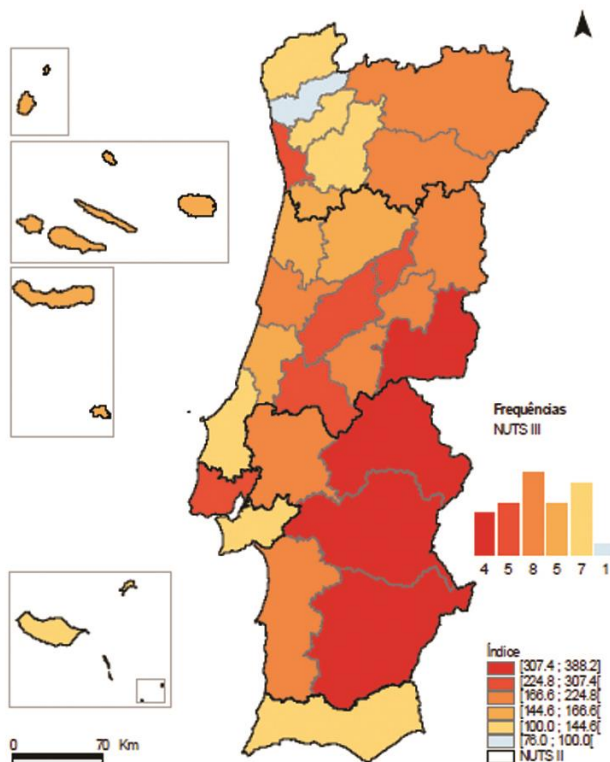 Frequências
NUTS III
4 5 8 5 7 1
Índice
[307.4 ; 388.2]
[224.8 ; 307.4[
[166.6 ; 224.8[
[144.6 ; 166.6[
[100.0 ; 144.6[
[76.0 ; 100.0[
NUTS II
0 70 Km